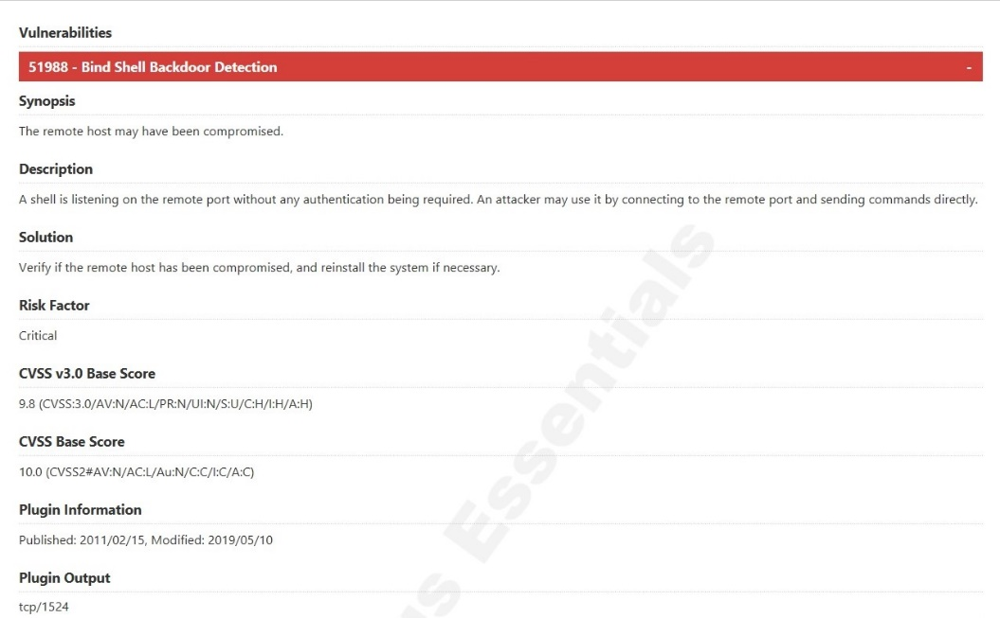 Vulnerabilities
51988 - Bind Shell Backdoor Detection -
Synopsis
The remote host may have been compromised.
Description
A shell is listening on the remote port without any authentication being required. An attacker may use it by connecting to the remote port and sending commands directly.
Solution
Verify if the remote host has been compromised, and reinstall the system if necessary.
Risk Factor
Critical
CVSS v3.0 Base Score
9.8 (CVSS:3.0/AV:N/AC:L/PR:N/UI:N/S:U/C:H/I:H/A:H)
CVSS Base Score
10.0 (CVSS2#AV:N/AC:L/Au:N/C:C/I:C/A:C)
Plugin Information
Published: 2011/02/15, Modified: 2019/05/10
Plugin Output
tcp/1524
us Essentials